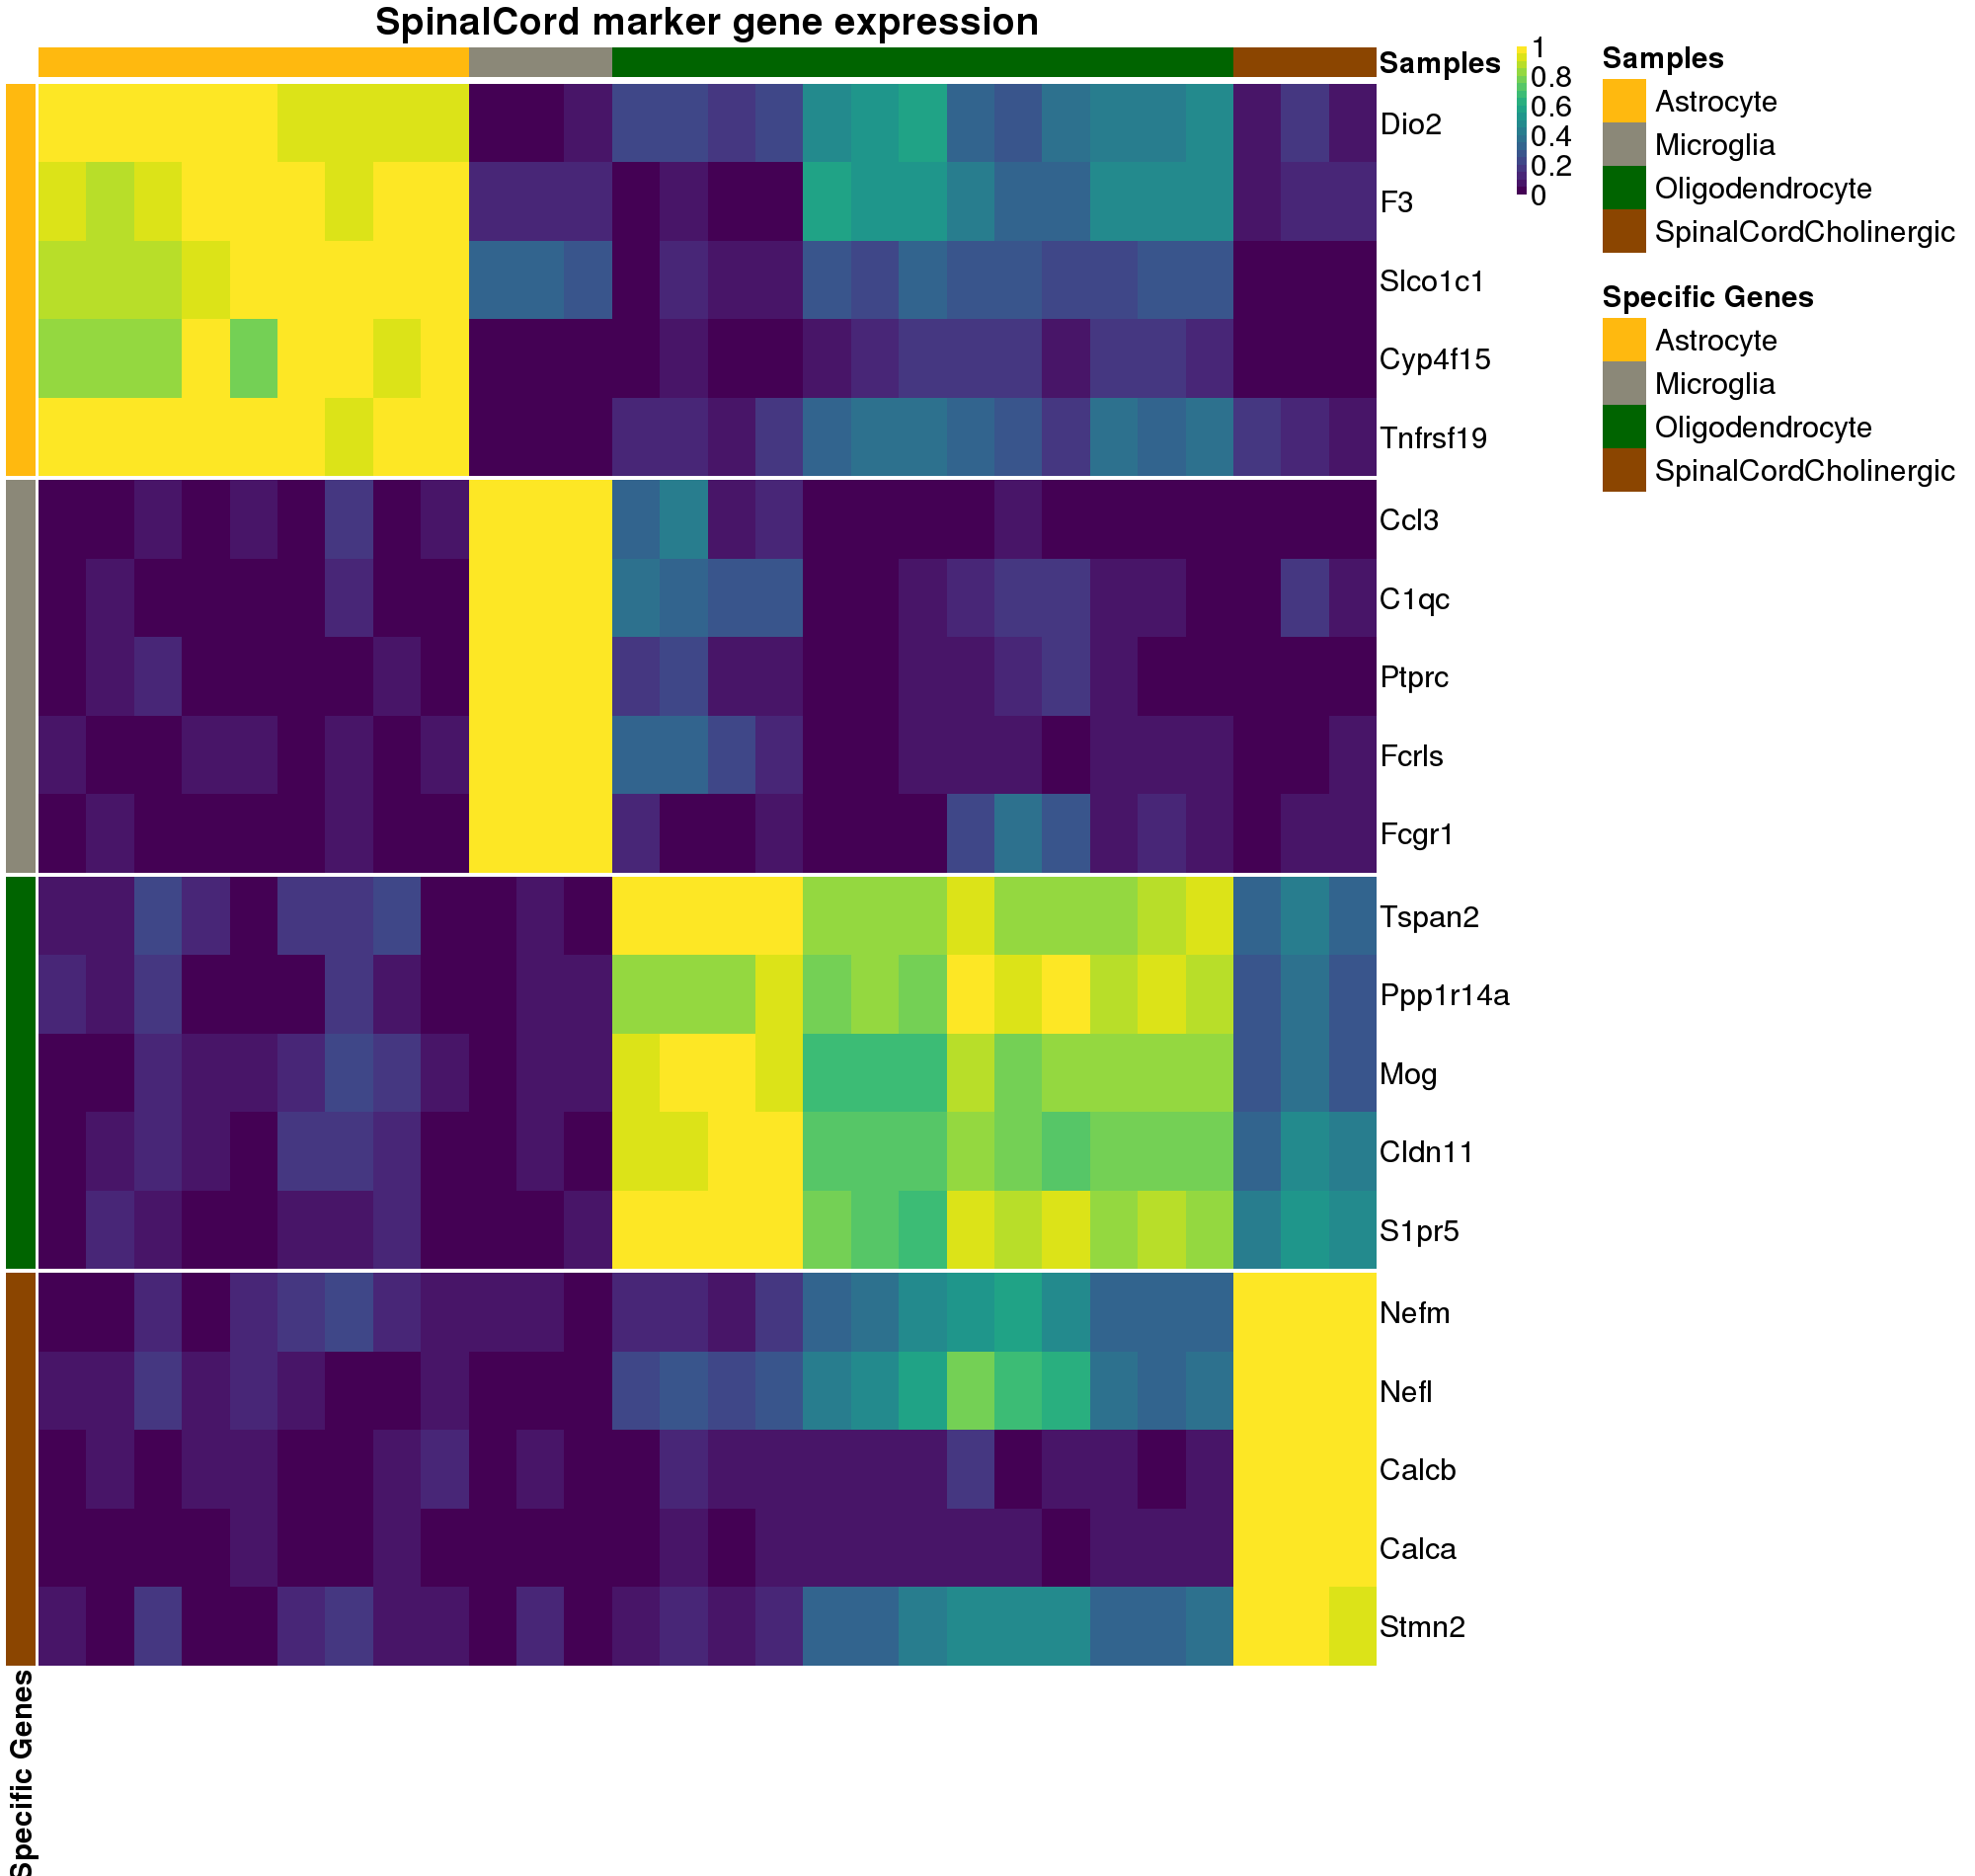 SpinalCord marker gene expression
Samples
1
0.8
0.6
0.4
0.2
0
Samples
Astrocyte
Microglia
Oligodendrocyte
SpinalCordCholinergic
Specific Genes
Astrocyte
Microglia
Oligodendrocyte
SpinalCordCholinergic
Dio2
F3
Slco1c1
Cyp4f15
Tnfrsf19
Ccl3
C1qc
Ptprc
Fcrls
Fcgr1
Tspan2
Ppp1r14a
Mog
Cldn11
S1pr5
Nefm
Nefl
Calcb
Calca
Stmn2
Specific Genes